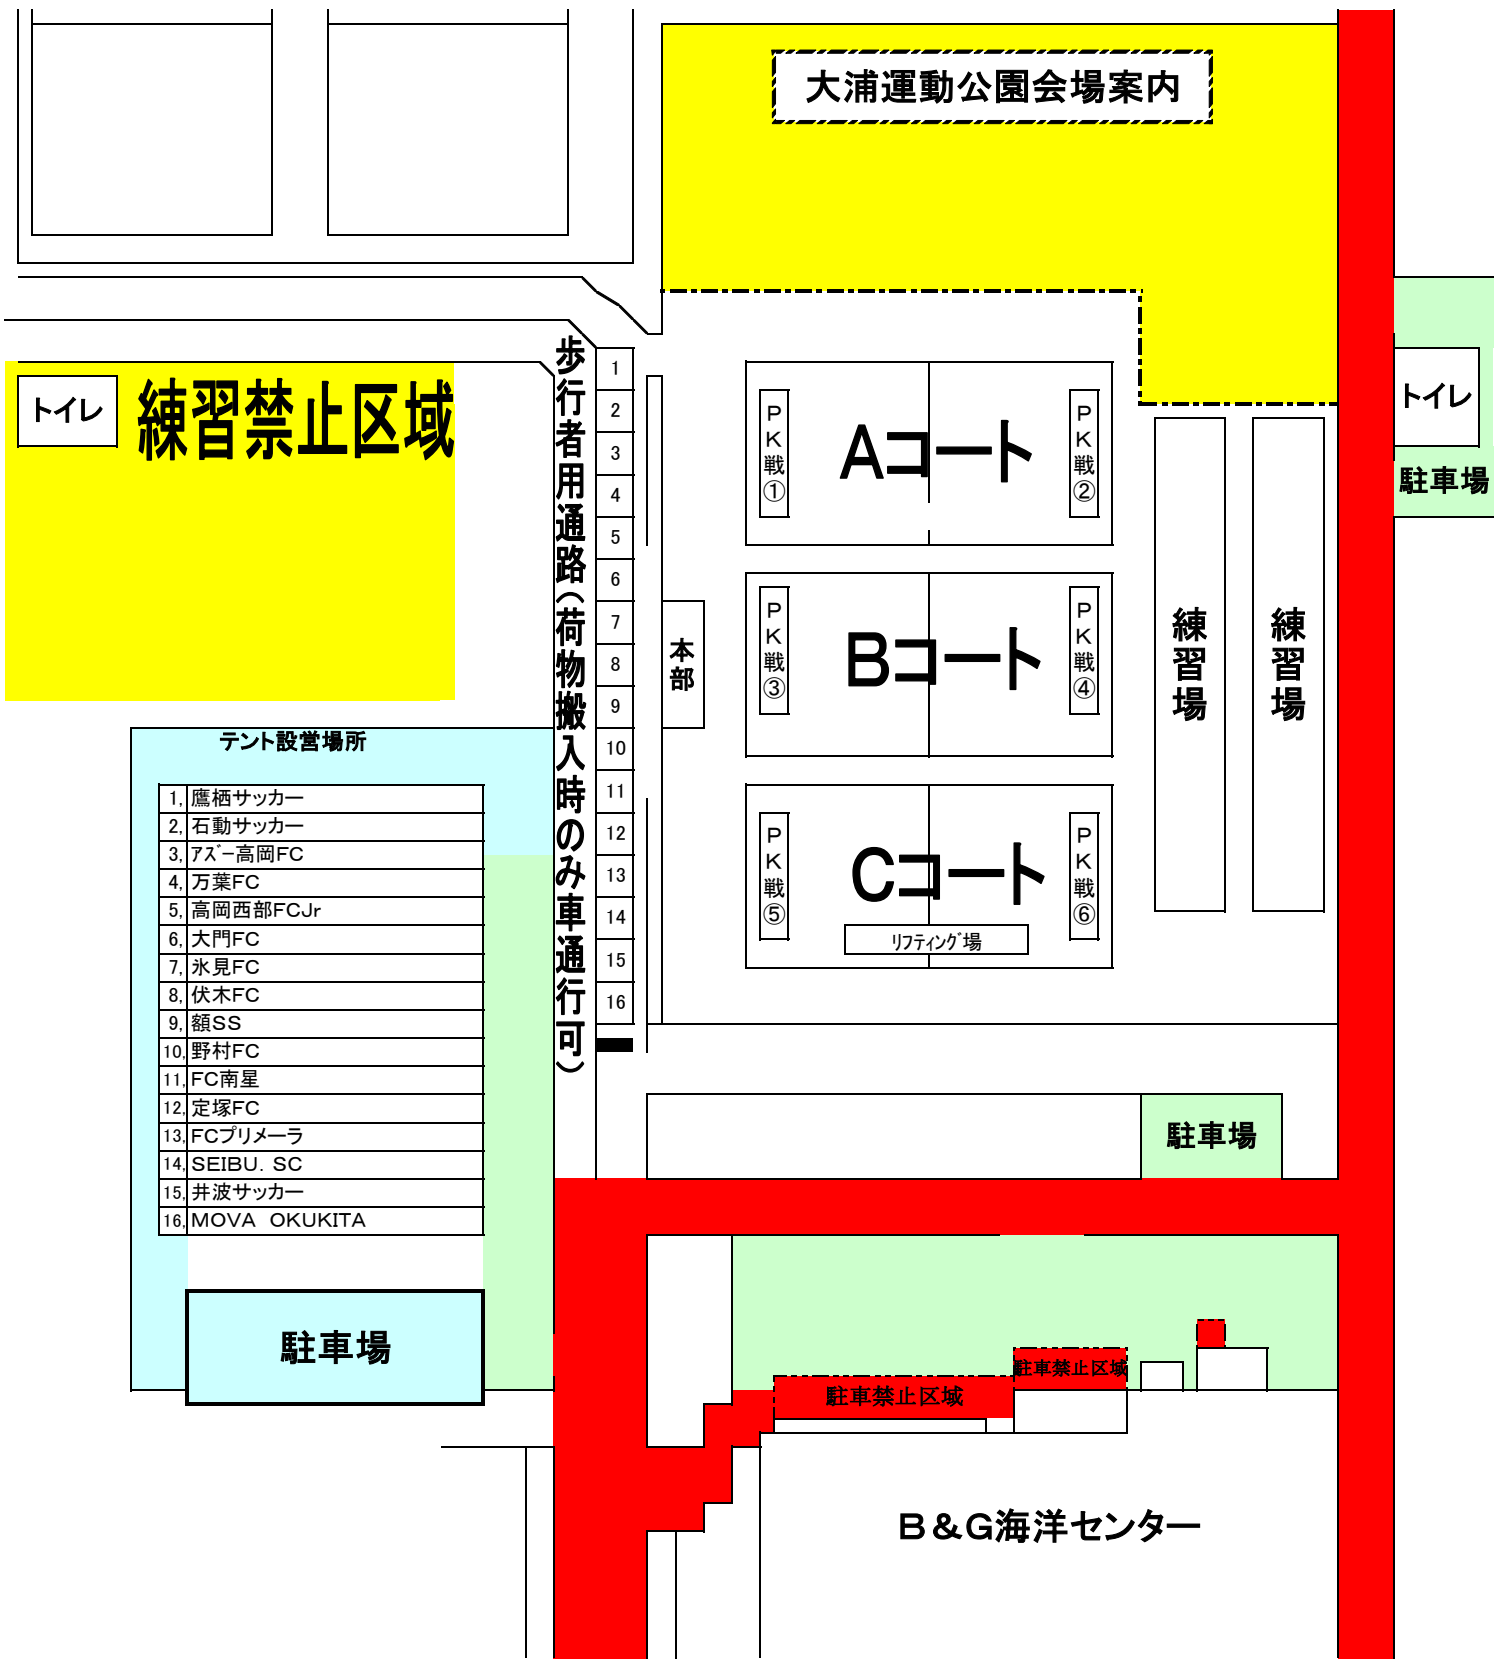 大浦運動公園会場案内
トイレ
練習禁止区域
歩行者用通路（荷物搬入時のみ車通行可）
1
2
3
4
5
6
7
8
9
10
11
12
13
14
15
16
本部
Aコート
PK戦①
PK戦②
Bコート
PK戦③
PK戦④
Cコート
PK戦⑤
PK戦⑥
リフティング場
練習場
練習場
トイレ
駐車場
テント設営場所
1, 鷹栖サッカー
2, 石動サッカー
3, アズー高岡FC
4, 万葉FC
5, 高岡西部FCJr
6, 大門FC
7, 氷見FC
8, 伏木FC
9, 額SS
10, 野村FC
11, FC南星
12, 定塚FC
13, FCプリメーラ
14, SEIBU．SC
15, 井波サッカー
16, MOVA　OKUKITA
駐車場
駐車場
駐車禁止区域
駐車禁止区域
B＆G海洋センター